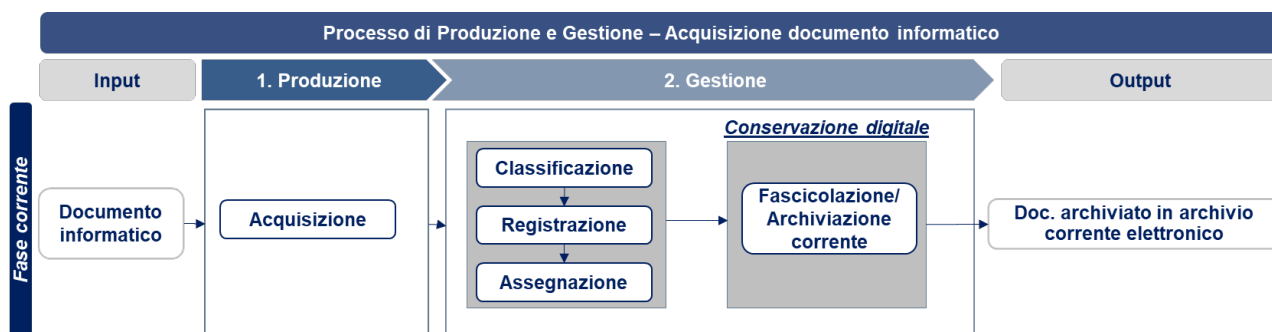 Processo di Produzione e Gestione – Acquisizione documento informatico
Input
1. Produzione
2. Gestione
Output
Fase corrente
Documento
informatico
Acquisizione
Classificazione
Registrazione
Assegnazione
Conservazione digitale
Fascicolazione/
Archiviazione
corrente
Doc. archiviato in archivio
corrente elettronico